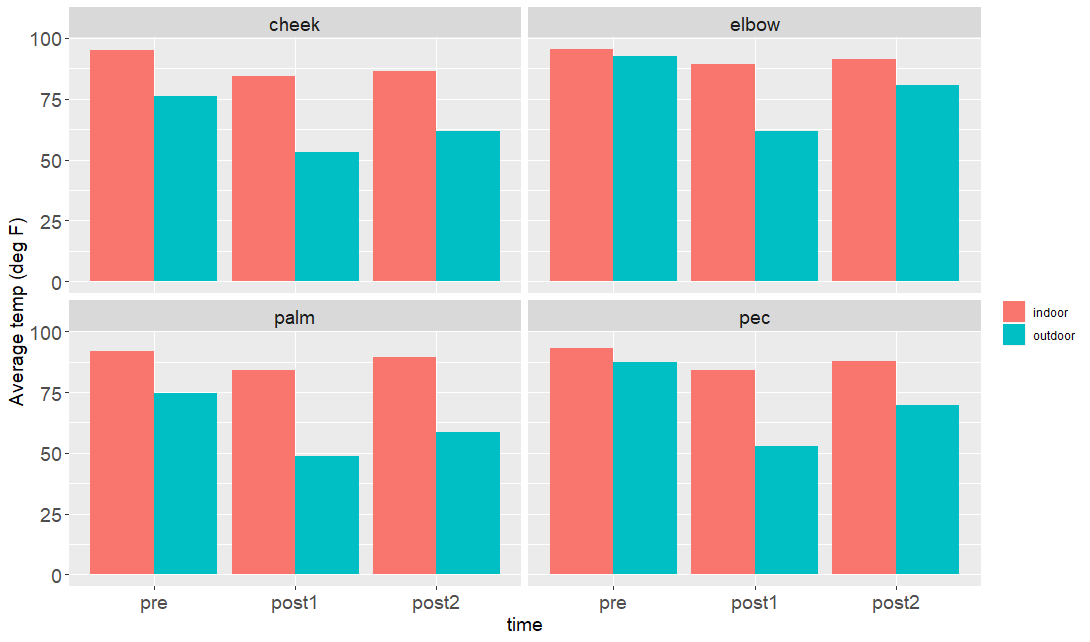 cheek
elbow
100
75
50
25
0
palm
pec
100
75
50
25
0
pre
post1
post2
pre
post1
post2
time
Average temp (deg F)
indoor
outdoor